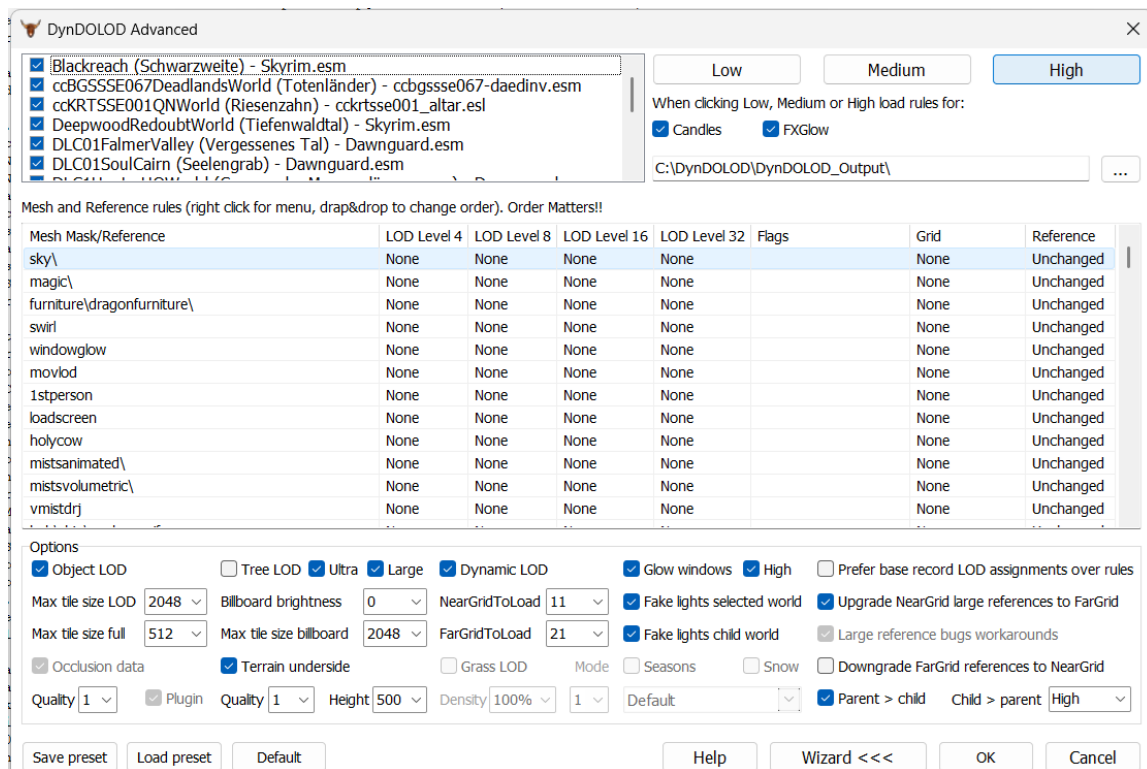 DynDOLOD Advanced
Blackreach (Schwarzweite) - Skyrim.esm
ccBGSSSE067DeadlandsWorld (Totenländer) - ccbgssse067-daedinv.esm
ccKRTSSE001QNWorld (Riesenzahn) - cckrtsse001_altar.esl
DeepwoodRedoubtWorld (Tiefenwaldtal) - Skyrim.esm
DLC01FalmerValley (Vergessenes Tal) - Dawnguard.esm
DLC01SoulCairn (Seelengrab) - Dawnguard.esm
Low Medium High
When clicking Low, Medium or High load rules for:
Candles FXGlow
C:\DynDOLOD\DynDOLOD_Output\ ...
Mesh and Reference rules (right click for menu, drap&drop to change order). Order Matters!!
Mesh Mask/Reference LOD Level 4 LOD Level 8 LOD Level 16 LOD Level 32 Flags Grid Reference
sky\ None None None None None Unchanged
magic\ None None None None None Unchanged
furniture\dragonfurniture\ None None None None None Unchanged
swirl None None None None None Unchanged
windowglow None None None None None Unchanged
movlod None None None None None Unchanged
1stperson None None None None None Unchanged
loadscreen None None None None None Unchanged
holycow None None None None None Unchanged
mistsanimated\ None None None None None Unchanged
mistsvolumetric\ None None None None None Unchanged
vmistdrj None None None None None Unchanged
Options
Object LOD Tree LOD Ultra Large Dynamic LOD Glow windows High Prefer base record LOD assignments over rules
Max tile size LOD 2048 Billboard brightness 0 NearGridToLoad 11 Fake lights selected world Upgrade NearGrid large references to FarGrid
Max tile size full 512 Max tile size billboard 2048 FarGridToLoad 21 Fake lights child world Large reference bugs workarounds
Occlusion data Terrain underside Grass LOD Mode Seasons Snow Downgrade FarGrid references to NearGrid
Quality 1 Plugin Quality 1 Height 500 Density 100% 1 Default Parent > child Child > parent High
Save preset Load preset Default Help Wizard <<< OK Cancel